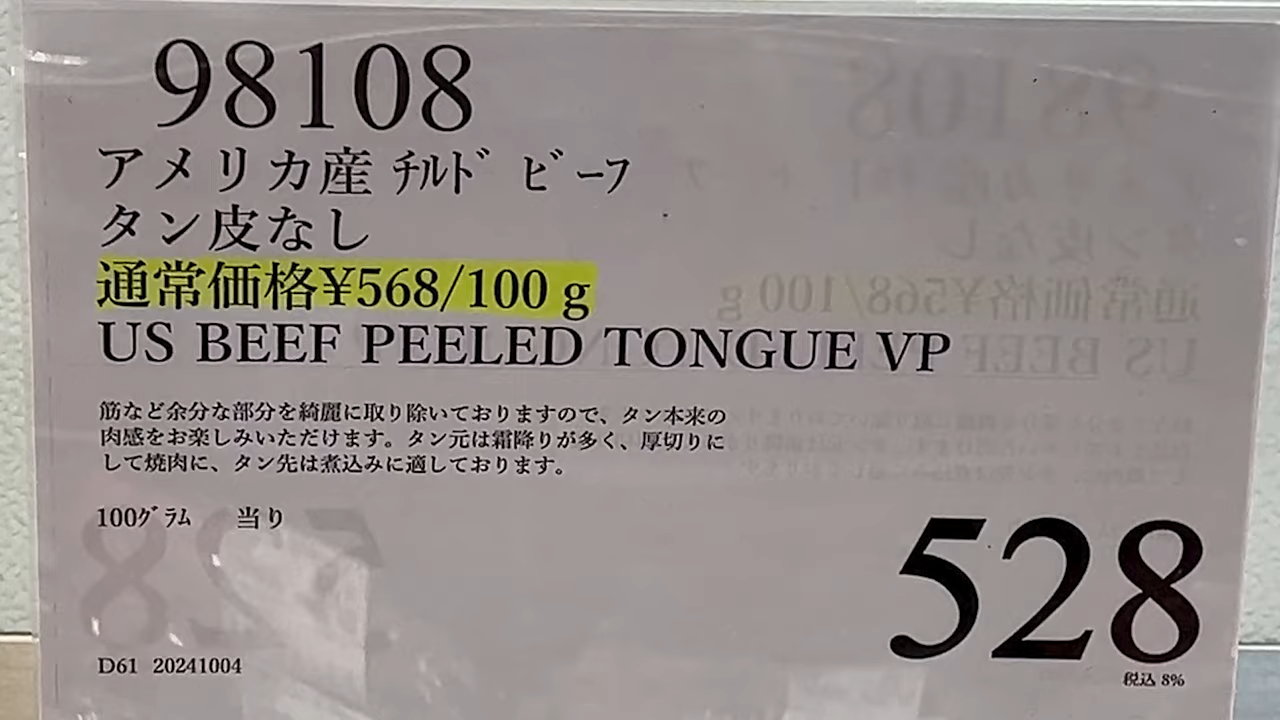 98108
アメリカ産 ﾁﾙﾄﾞ ﾋﾞｰﾌ
タン皮なし
通常価格¥568/100ｇ
US BEEF PEELED TONGUE VP
筋など余分な部分を綺麗に取り除いておりますので、タン本来の
肉感をお楽しみいただけます。タン元は霜降りが多く、厚切りに
して焼肉に、タン先は煮込みに適しております。
100ｸﾞﾗﾑ 当り
528
税込 8%
D61 20241004